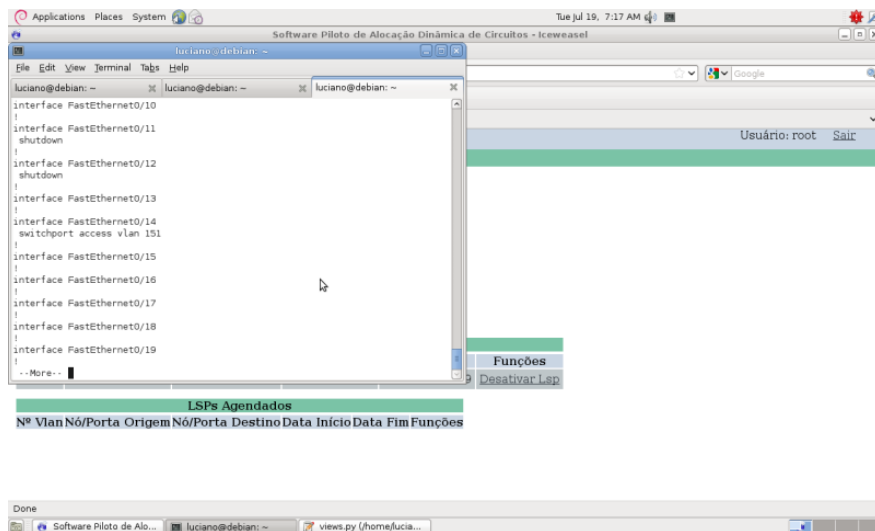 Applications Places System Tue Jul 19, 7:17 AM
Software Piloto de Alocação Dinâmica de Circuitos - Iceweasel
luciano@debian: ~
File Edit View Terminal Tabs Help
Google
luciano@debian: ~ luciano@debian: ~ luciano@debian: ~
interface FastEthernet0/10
!
interface FastEthernet0/11
shutdown
!
interface FastEthernet0/12
shutdown
!
interface FastEthernet0/13
!
interface FastEthernet0/14
switchport access vlan 151
!
interface FastEthernet0/15
!
interface FastEthernet0/16
!
interface FastEthernet0/17
!
interface FastEthernet0/18
!
interface FastEthernet0/19
!
--More--
Usuário: root Sair
Funções
9 Desativar Lsp
LSPs Agendados
Nº Vlan Nó/Porta Origem Nó/Porta Destino Data Início Data Fim Funções
Done
Software Piloto de Alo... luciano@debian: ~ views.py (/home/lucia...